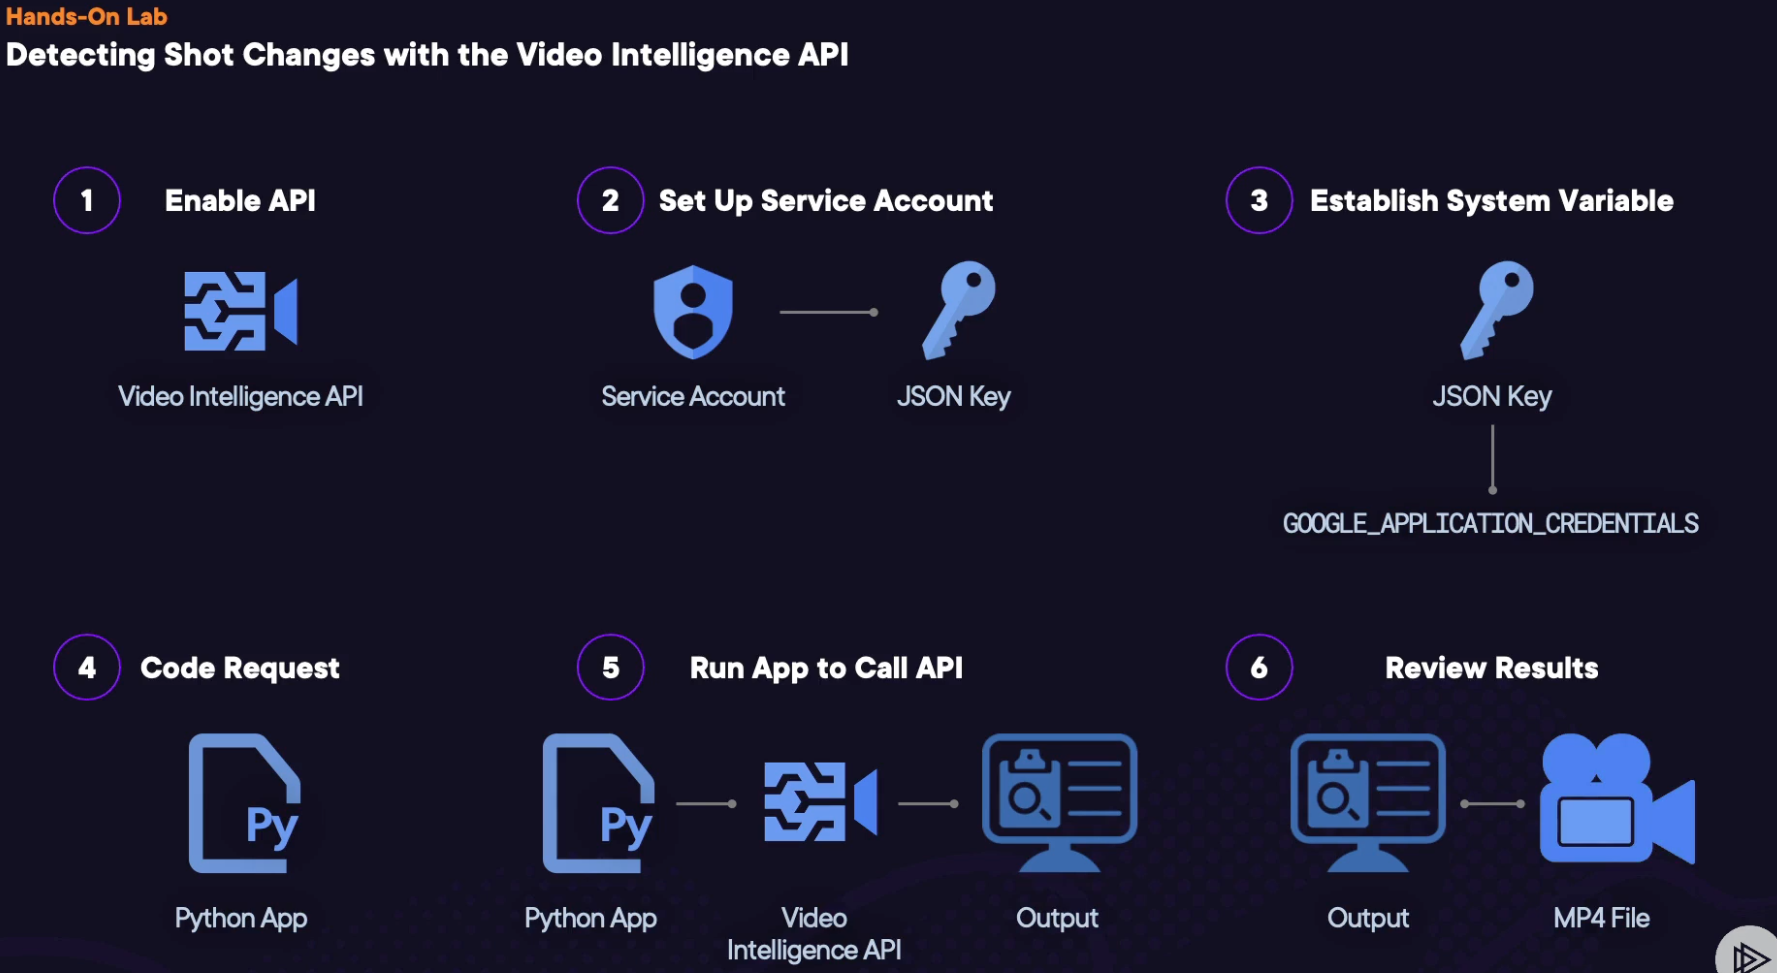 Hands-On Lab
Detecting Shot Changes with the Video Intelligence API
1 Enable API
Video Intelligence API
2 Set Up Service Account
Service Account
JSON Key
3 Establish System Variable
JSON Key
GOOGLE_APPLICATION_CREDENTIALS
4 Code Request
Py
Python App
5 Run App to Call API
Py
Python App
Video
Intelligence API
Output
6 Review Results
Output
MP4 File